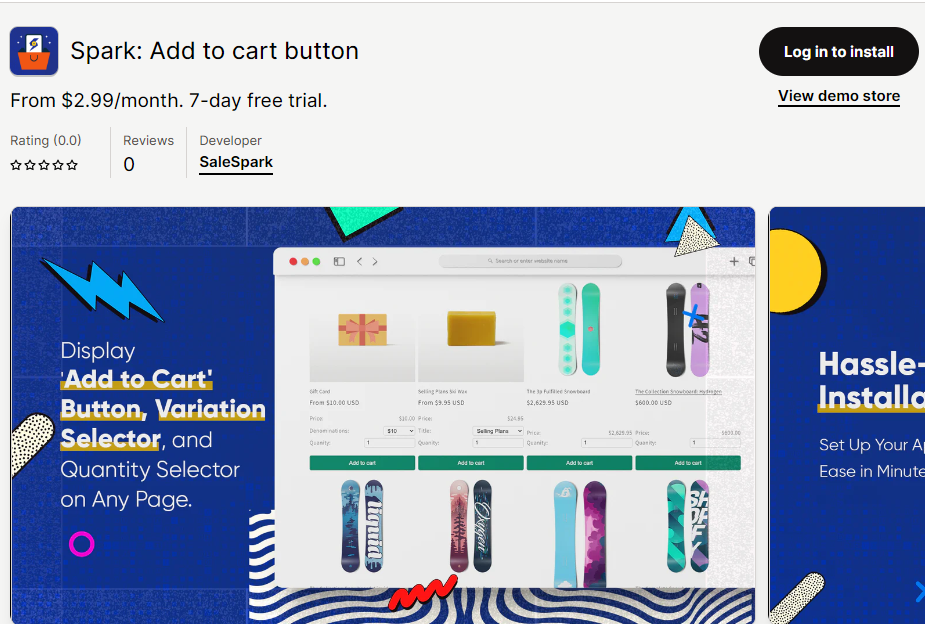 Spark: Add to cart button
Log in to install
From $2.99/month. 7-day free trial.
View demo store
Rating (0.0) Reviews Developer
0 SaleSpark
Search or enter website name
Display
'Add to Cart'
Button, Variation
Selector, and
Quantity Selector
on Any Page.
Gift Card Selling Plans Ski Wax The 3p Fulfilled Snowboard The Collection Snowboard: Hydrogen
From $10.00 USD From $9.95 USD $2,629.95 USD $600.00 USD
Price: $10.00 Price: $24.95
Denominations: $10 Title: Selling Plans Price: $2,629.95 Price: $600.00
Quantity: 1 Quantity: 1 Quantity: 1 Quantity: 1
Add to cart Add to cart Add to cart Add to cart
liquid Oxygen
Hassle-
Installa
Set Up Your Ap
Ease in Minute